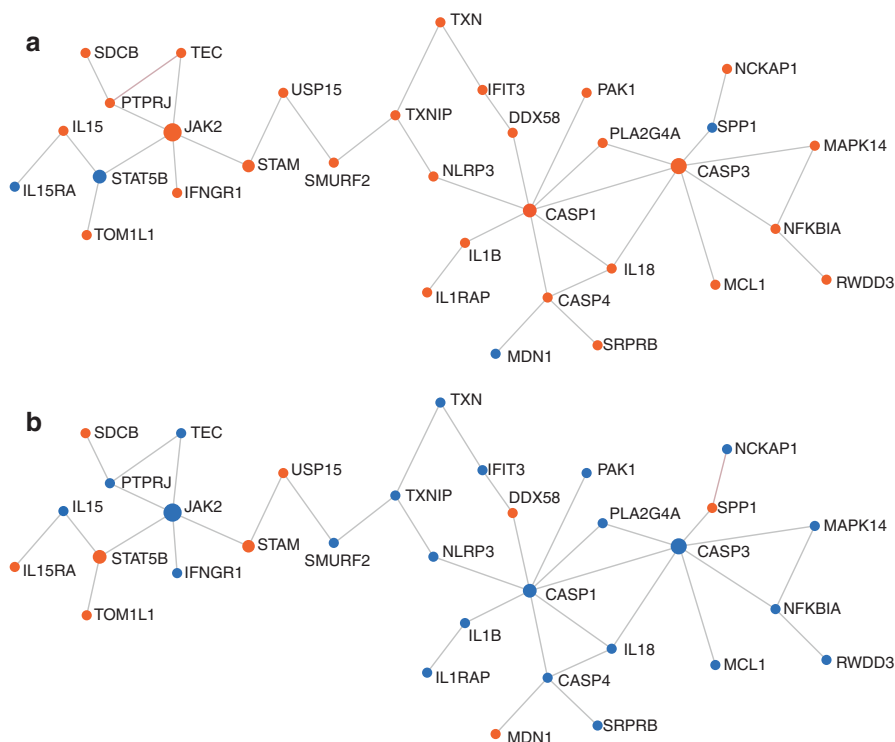 a
TXN
SDCB
TEC
NCKAP1
USP15
IFIT3
PAK1
PTPRJ
DDX58
TXNIP
IL15
JAK2
SPP1
PLA2G4A
MAPK14
STAM
SMURF2
NLRP3
CASP3
STAT5B
IL15RA
IFNGR1
CASP1
NFKBIA
TOM1L1
IL1B
IL18
MCL1
RWDD3
IL1RAP
CASP4
MDN1
SRPRB
b
TXN
SDCB
TEC
NCKAP1
USP15
IFIT3
PAK1
PTPRJ
DDX58
TXNIP
IL15
JAK2
SPP1
PLA2G4A
MAPK14
STAM
SMURF2
NLRP3
CASP3
STAT5B
IL15RA
IFNGR1
CASP1
NFKBIA
TOM1L1
IL1B
IL18
MCL1
RWDD3
IL1RAP
CASP4
SRPRB
MDN1